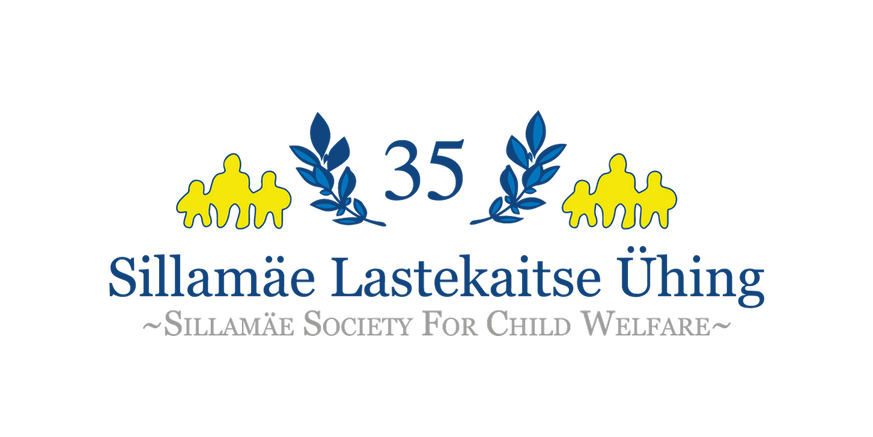 35
Sillamäe Lastekaitse Ühing
~Sillamäe Society For Child Welfare~